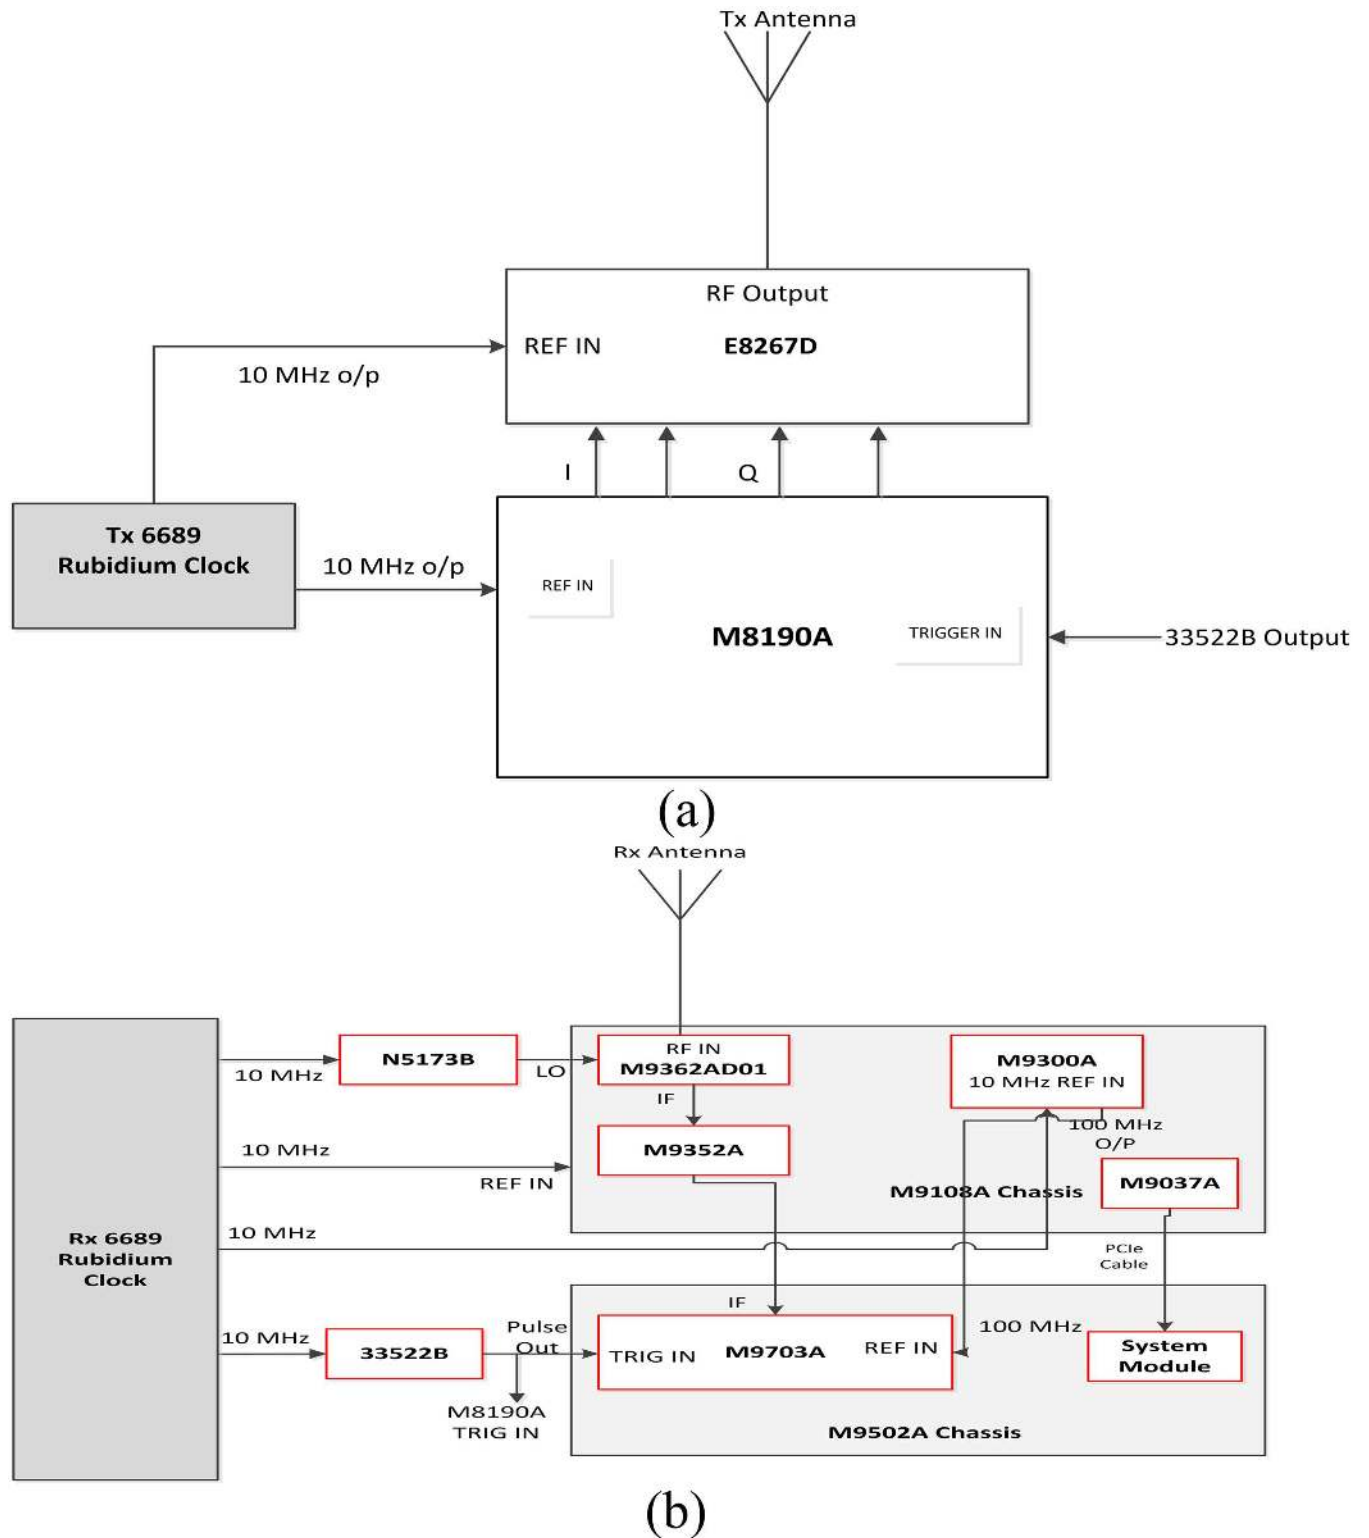 Tx Antenna
RF Output
REF IN
E8267D
10 MHz o/p
I
Q
Tx 6689
Rubidium Clock
10 MHz o/p
REF IN
M8190A
TRIGGER IN
33522B Output
(a)
Rx Antenna
RF IN
M9362AD01
N5173B
10 MHz
LO
M9300A
10 MHz REF IN
IF
100 MHz
O/P
M9352A
10 MHz
REF IN
M9108A Chassis
M9037A
Rx 6689
Rubidium
Clock
10 MHz
PCIe
Cable
IF
10 MHz
33522B
Pulse
Out
TRIG IN
M9703A
REF IN
100 MHz
System
Module
M8190A
TRIG IN
M9502A Chassis
(b)